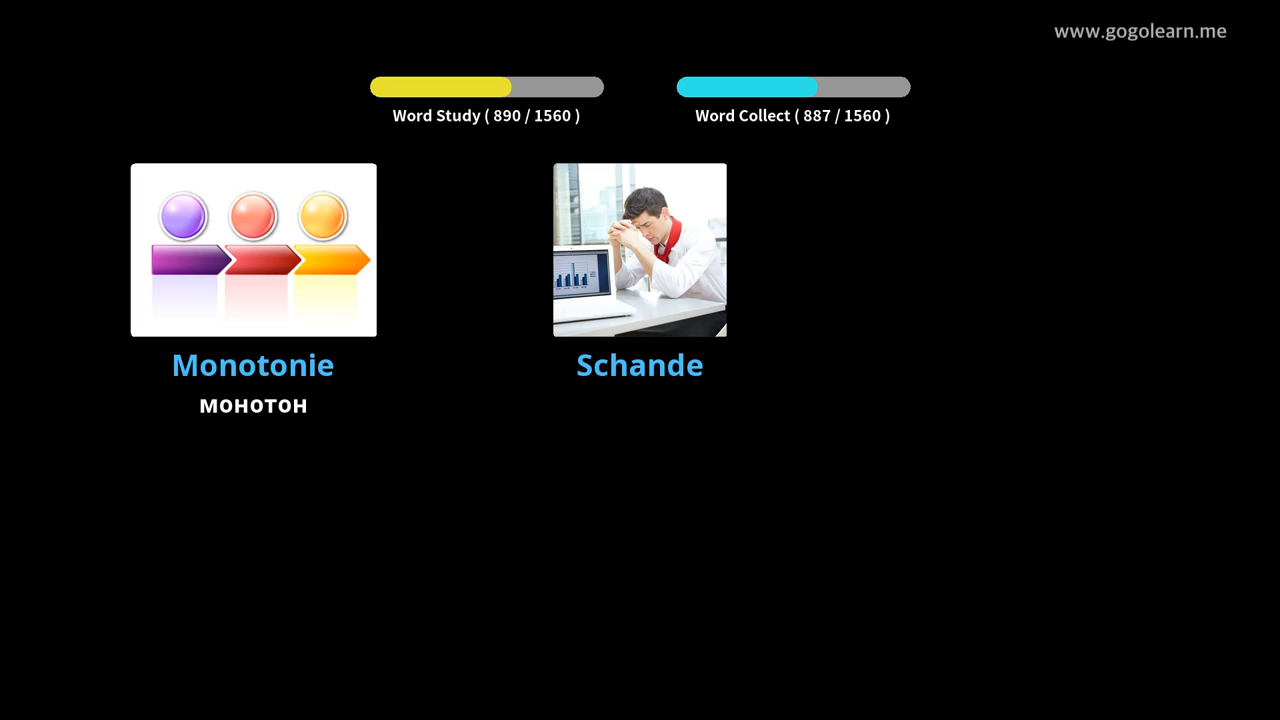 www.gogolearn.me
Word Study ( 890 / 1560 )
Word Collect ( 887 / 1560 )
Monotonie
монотон
Schande